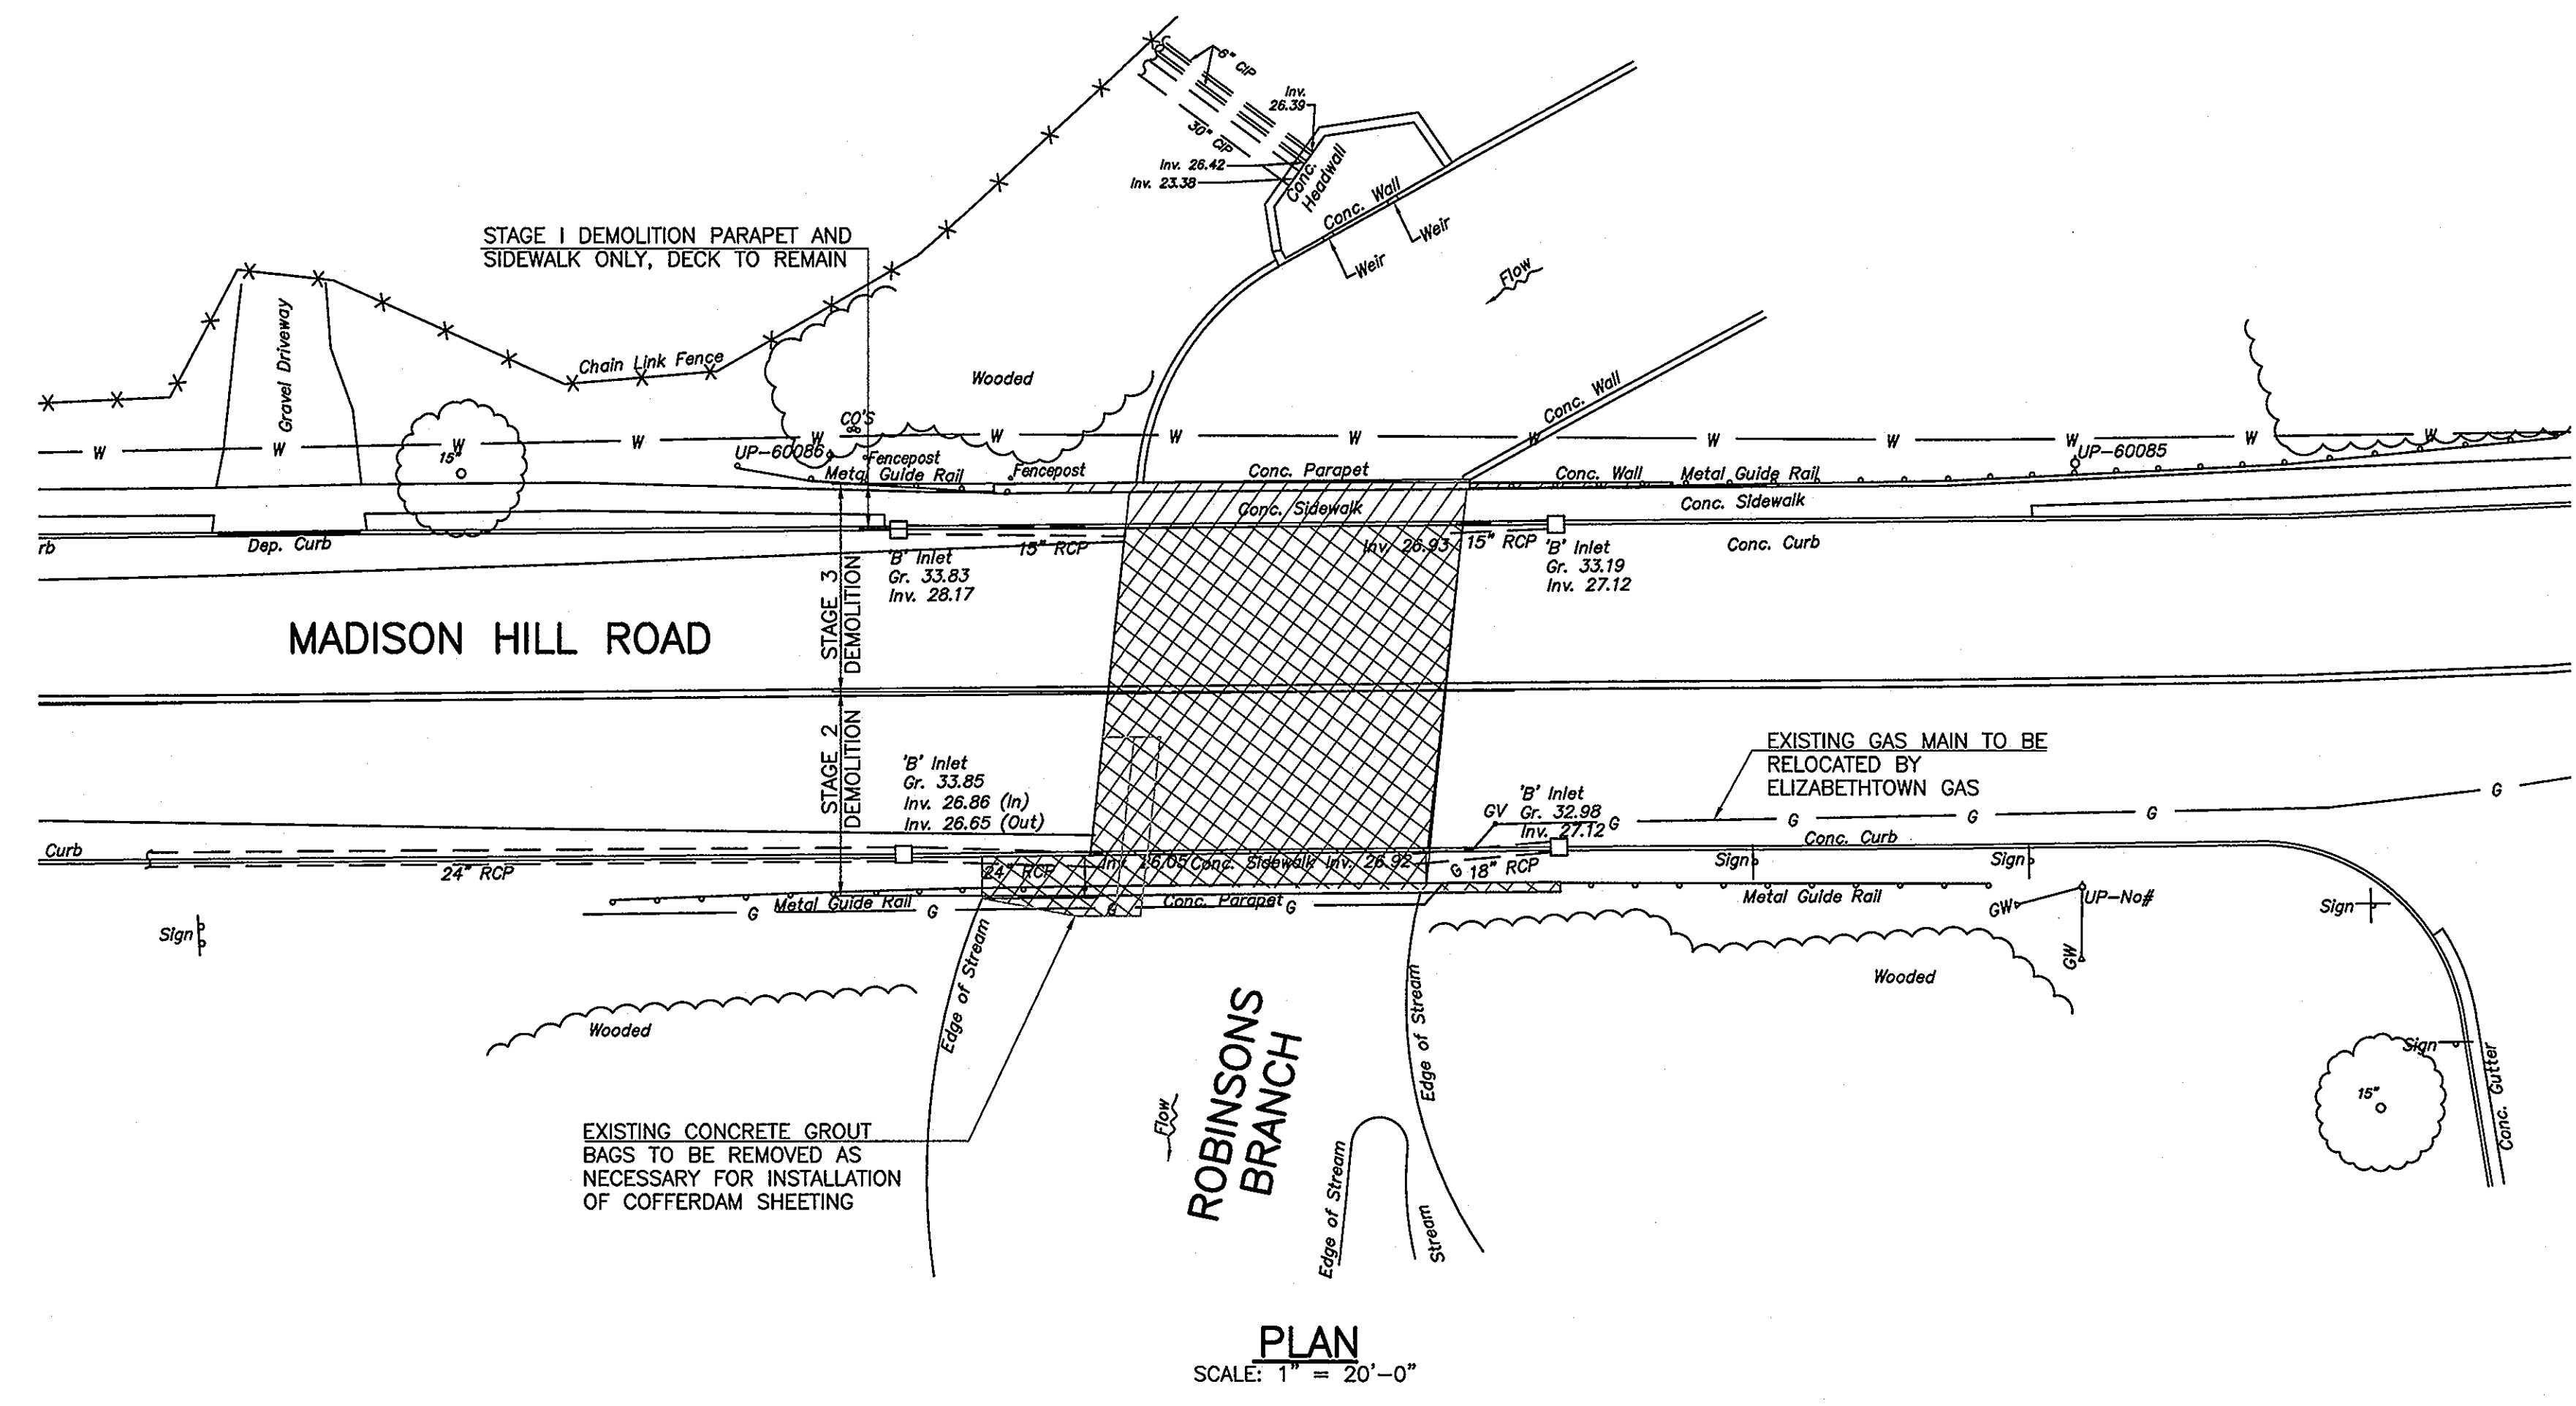 6" CIP
Inv.
26.39
30" CIP
Inv. 26.42
Inv. 23.38
Conc.
Headwall
Conc. Wall
Weir
Weir
Flow
STAGE I DEMOLITION PARAPET AND
SIDEWALK ONLY, DECK TO REMAIN
Gravel Driveway
Chain Link Fence
Wooded
Conc. Wall
CO'S
W W W W W W W W W W W W W W
15"
UP-60086
Fencepost
Fencepost
Metal Guide Rail
Conc. Parapet
Conc. Wall
Metal Guide Rail
UP-60085
Conc. Sidewalk
Conc. Sidewalk
rb
Dep. Curb
15" RCP
Inv. 26.93
15" RCP
Conc. Curb
'B' Inlet
Gr. 33.83
Inv. 28.17
'B' Inlet
Gr. 33.19
Inv. 27.12
STAGE 3
DEMOLITION
MADISON HILL ROAD
STAGE 2
DEMOLITION
'B' Inlet
Gr. 33.85
Inv. 26.86 (In)
Inv. 26.65 (Out)
EXISTING GAS MAIN TO BE
RELOCATED BY
ELIZABETHTOWN GAS
'B' Inlet
GV Gr. 32.98
Inv. 27.12
G G G G G
Conc. Curb
Curb
24" RCP
24" RCP
Inv. 26.05
Conc. Sidewalk
Inv. 26.92
G
18" RCP
Sign
Sign
G
Metal Guide Rail
G
G
Conc. Parapet
G
Metal Guide Rail
GW
UP-No#
Sign
Sign
GW
Edge of Stream
Edge of Stream
Wooded
Wooded
ROBINSONS
BRANCH
Flow
Sign
15"
Conc. Gutter
EXISTING CONCRETE GROUT
BAGS TO BE REMOVED AS
NECESSARY FOR INSTALLATION
OF COFFERDAM SHEETING
Edge of Stream
Stream
PLAN
SCALE: 1" = 20'-0"